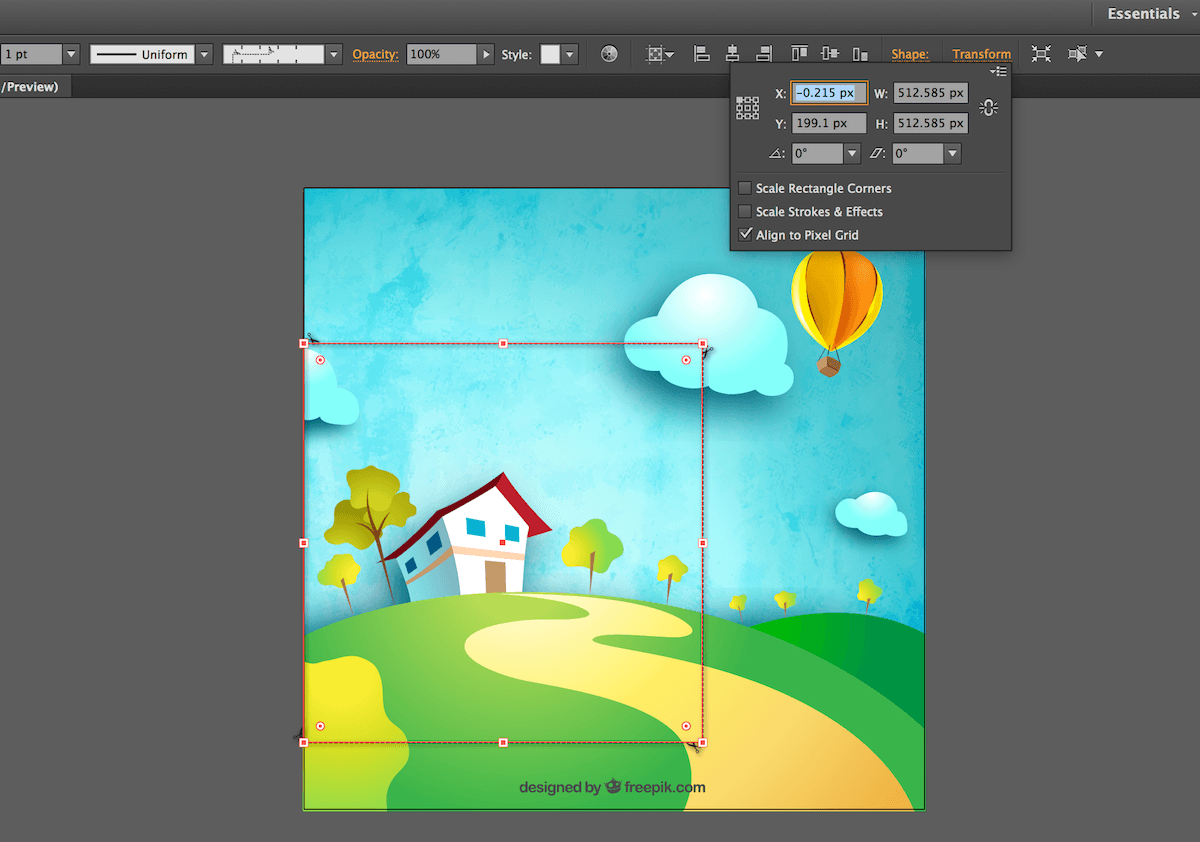 Essentials
1 pt Uniform Opacity: 100% Style: Shape: Transform
/Preview)
X: -0.215 px W: 512.585 px
Y: 199.1 px H: 512.585 px
0° 0°
Scale Rectangle Corners
Scale Strokes & Effects
Align to Pixel Grid
designed by freepik.com